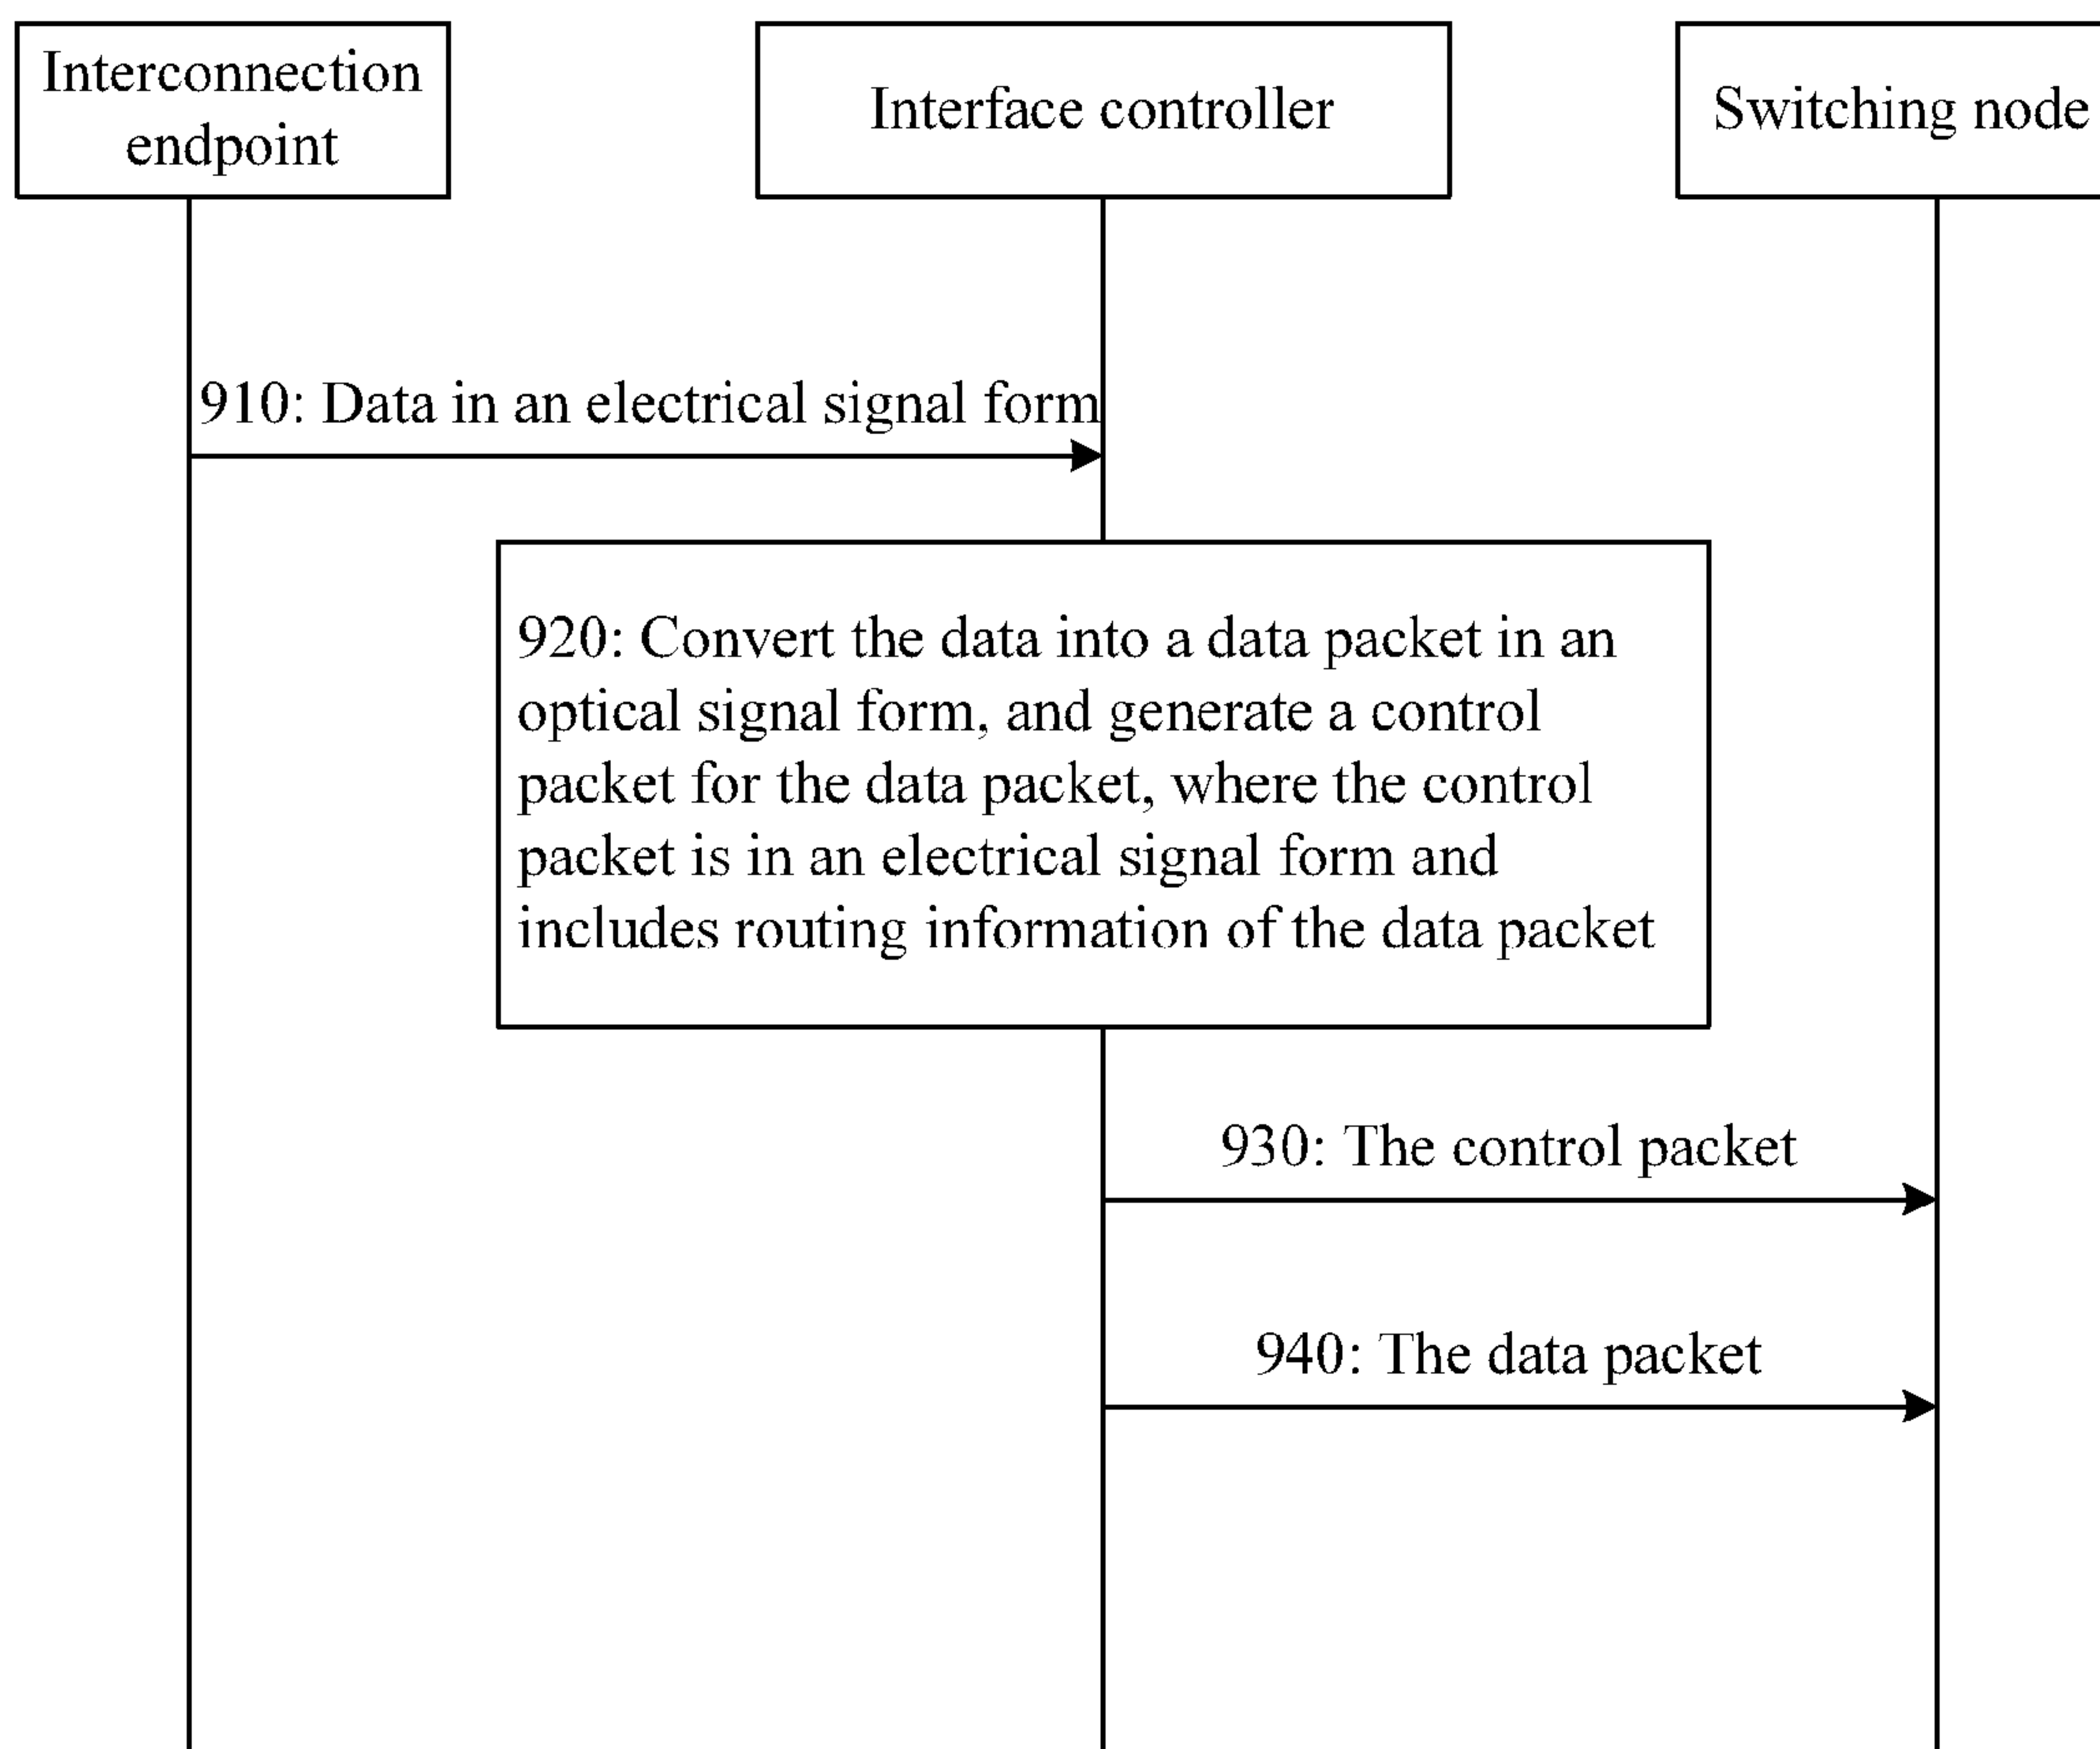 Interconnection
endpoint
Interface controller
Switching node
910: Data in an electrical signal form
920: Convert the data into a data packet in an
optical signal form, and generate a control
packet for the data packet, where the control
packet is in an electrical signal form and
includes routing information of the data packet
930: The control packet
940: The data packet